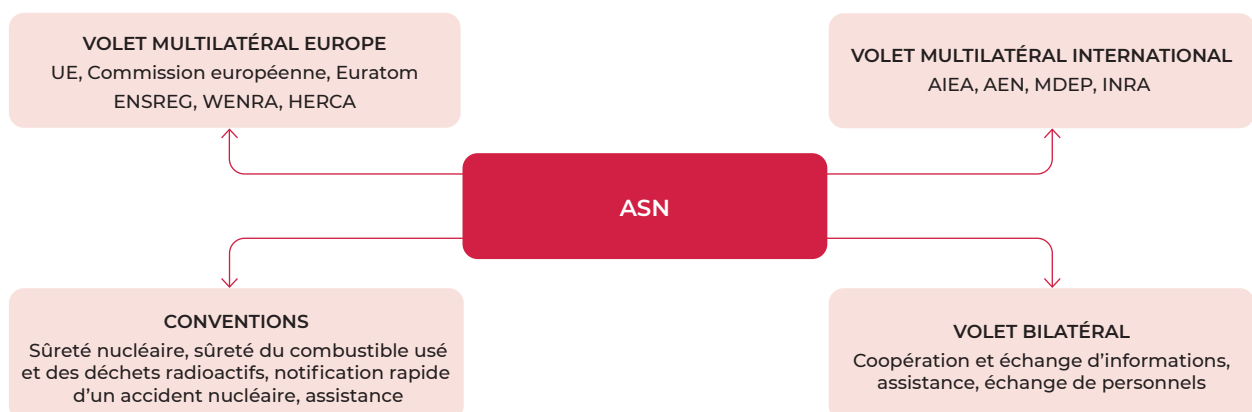 VOLET MULTILATÉRAL EUROPE
UE, Commission européenne, Euratom
ENSREG, WENRA, HERCA
VOLET MULTILATÉRAL INTERNATIONAL
AIEA, AEN, MDEP, INRA
ASN
CONVENTIONS
Sûreté nucléaire, sûreté du combustible usé
et des déchets radioactifs, notification rapide
d’un accident nucléaire, assistance
VOLET BILATÉRAL
Coopération et échange d’informations,
assistance, échange de personnels